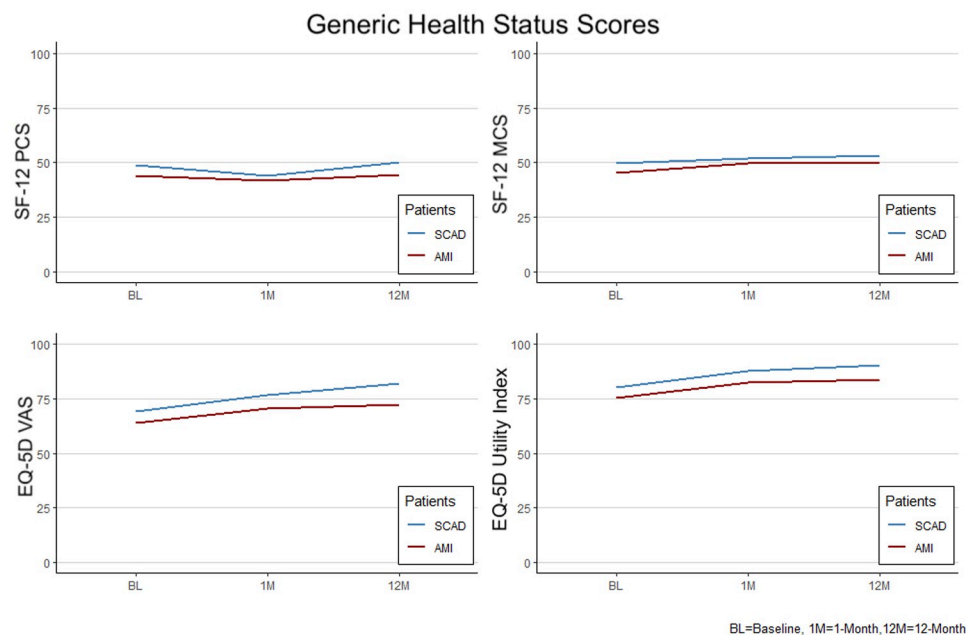 Generic Health Status Scores
SF-12 PCS
100
75
50
25
0
Patients
SCAD
AMI
BL 1M 12M
SF-12 MCS
100
75
50
25
0
Patients
SCAD
AMI
BL 1M 12M
EQ-5D VAS
100
75
50
25
0
Patients
SCAD
AMI
BL 1M 12M
EQ-5D Utility Index
100
75
50
25
0
Patients
SCAD
AMI
BL 1M 12M
BL=Baseline, 1M=1-Month,12M=12-Month